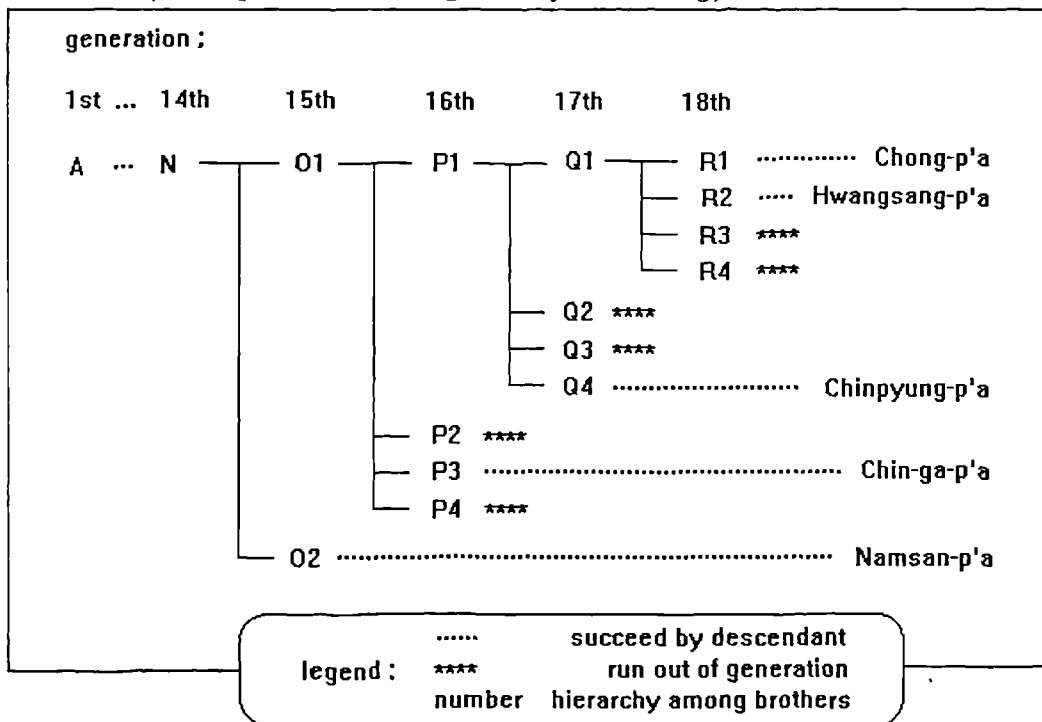 generation ;
1st ... 14th 15th 16th 17th 18th
A ... N O1 P1 Q1 R1 ............. Chong-p'a
R2 ..... Hwangsang-p'a
R3 ****
R4 ****
Q2 ****
Q3 ****
Q4 ......................... Chinpyung-p'a
P2 ****
P3 ................................................ Chin-ga-p'a
P4 ****
O2 .................................................................. Namsan-p'a
...... succeed by descendant
legend : **** run out of generation
number hierarchy among brothers